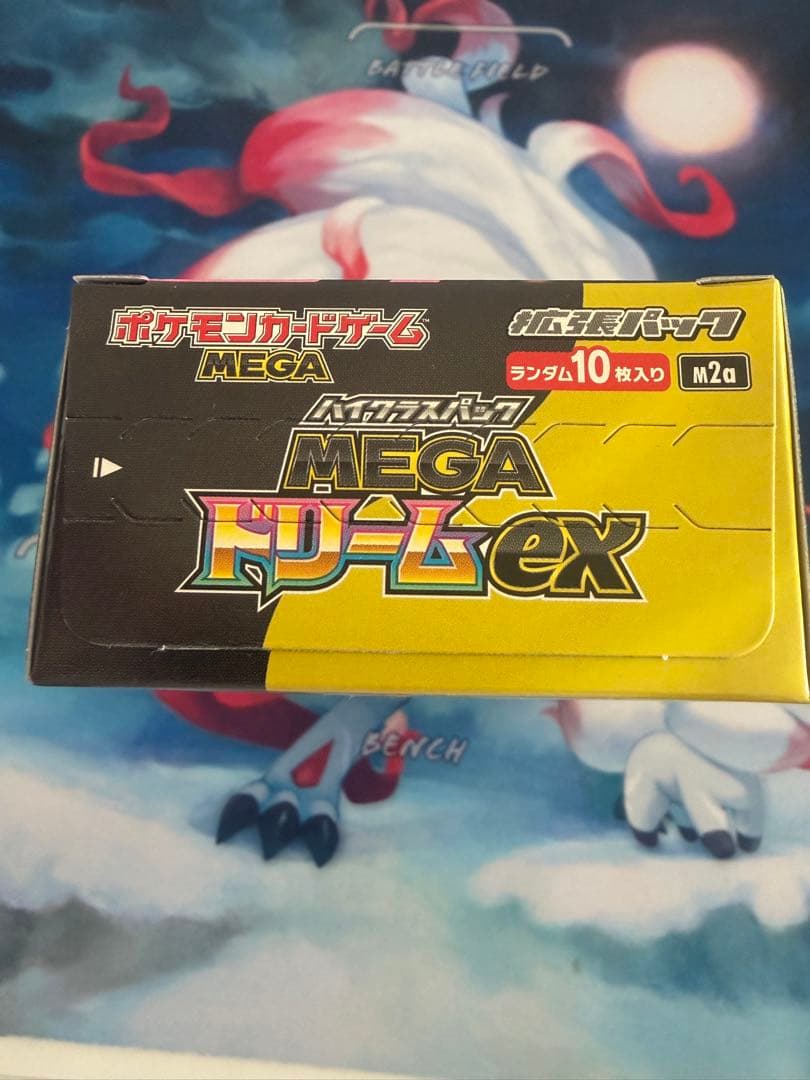 BATTLE FIELD
ポケモンカードゲーム™
MEGA
拡張パック
ランダム10枚入り
M2a
ハイクラスパック
MEGA
ドリームex
BENCH